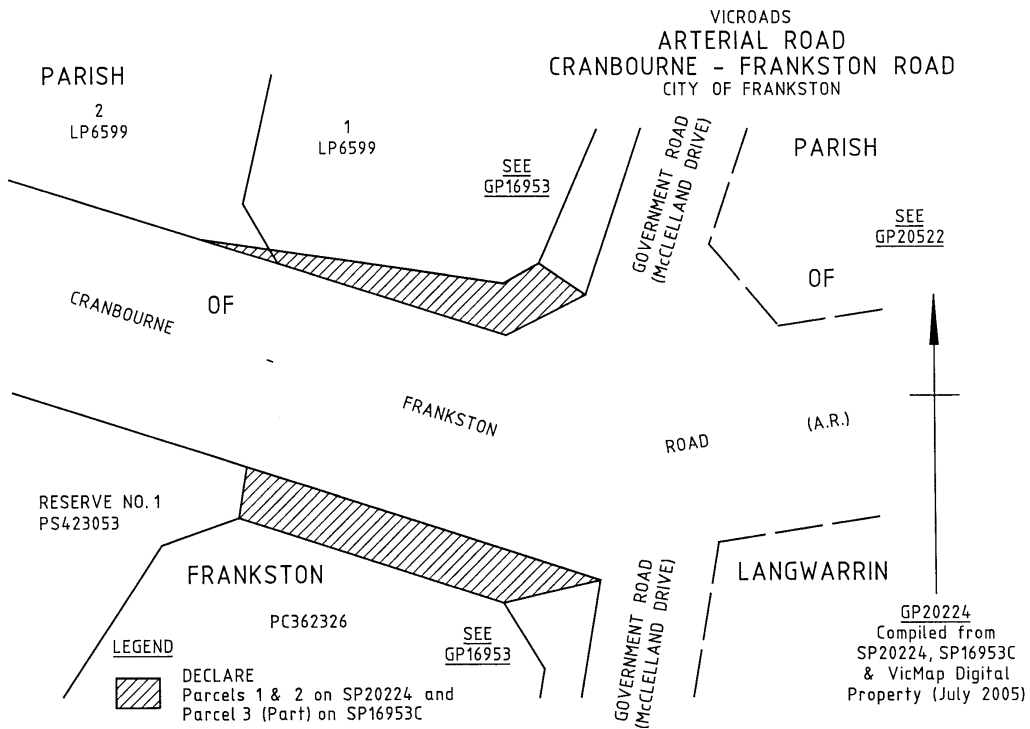 VICROADS
ARTERIAL ROAD
CRANBOURNE - FRANKSTON ROAD
CITY OF FRANKSTON
PARISH
2
LP6599
1
LP6599
SEE
GP16953
GOVERNMENT ROAD
(McCLELLAND DRIVE)
PARISH
SEE
GP20522
OF
OF
CRANBOURNE
-
FRANKSTON
ROAD
(A.R.)
RESERVE NO. 1
PS423053
FRANKSTON
PC362326
SEE
GP16953
GOVERNMENT ROAD
(McCLELLAND DRIVE)
LANGWARRIN
LEGEND
DECLARE
Parcels 1 & 2 on SP20224 and
Parcel 3 (Part) on SP16953C
GP20224
Compiled from
SP20224, SP16953C
& VicMap Digital
Property (July 2005)